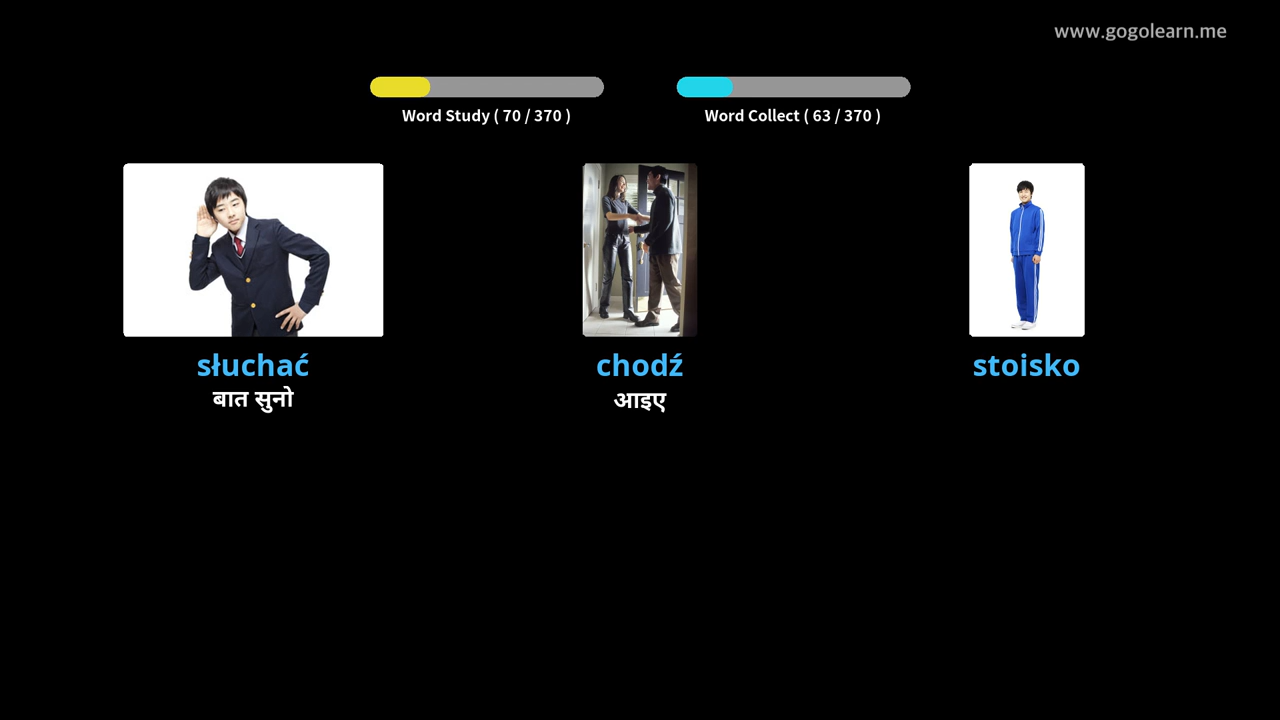 www.gogolearn.me
Word Study ( 70 / 370 )
Word Collect ( 63 / 370 )
słuchać
chodź
stoisko
बात सुनो
आइए